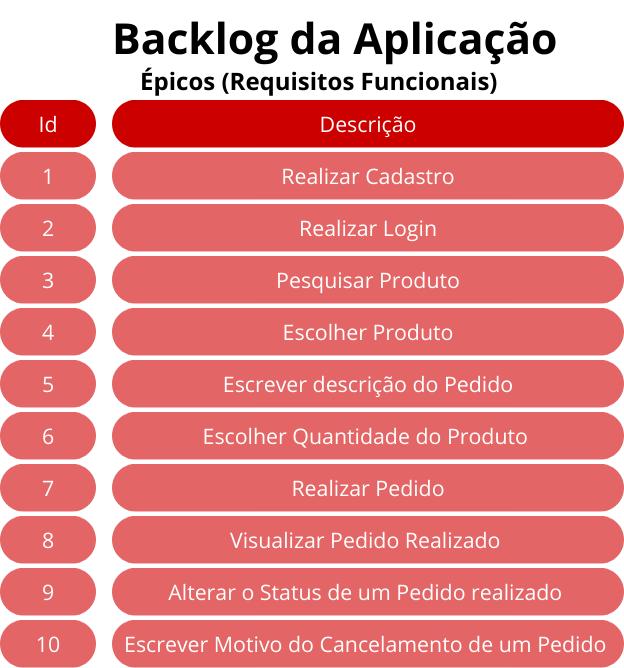 Backlog da Aplicação
Épicos (Requisitos Funcionais)
Id Descrição
1 Realizar Cadastro
2 Realizar Login
3 Pesquisar Produto
4 Escolher Produto
5 Escrever descrição do Pedido
6 Escolher Quantidade do Produto
7 Realizar Pedido
8 Visualizar Pedido Realizado
9 Alterar o Status de um Pedido realizado
10 Escrever Motivo do Cancelamento de um Pedido